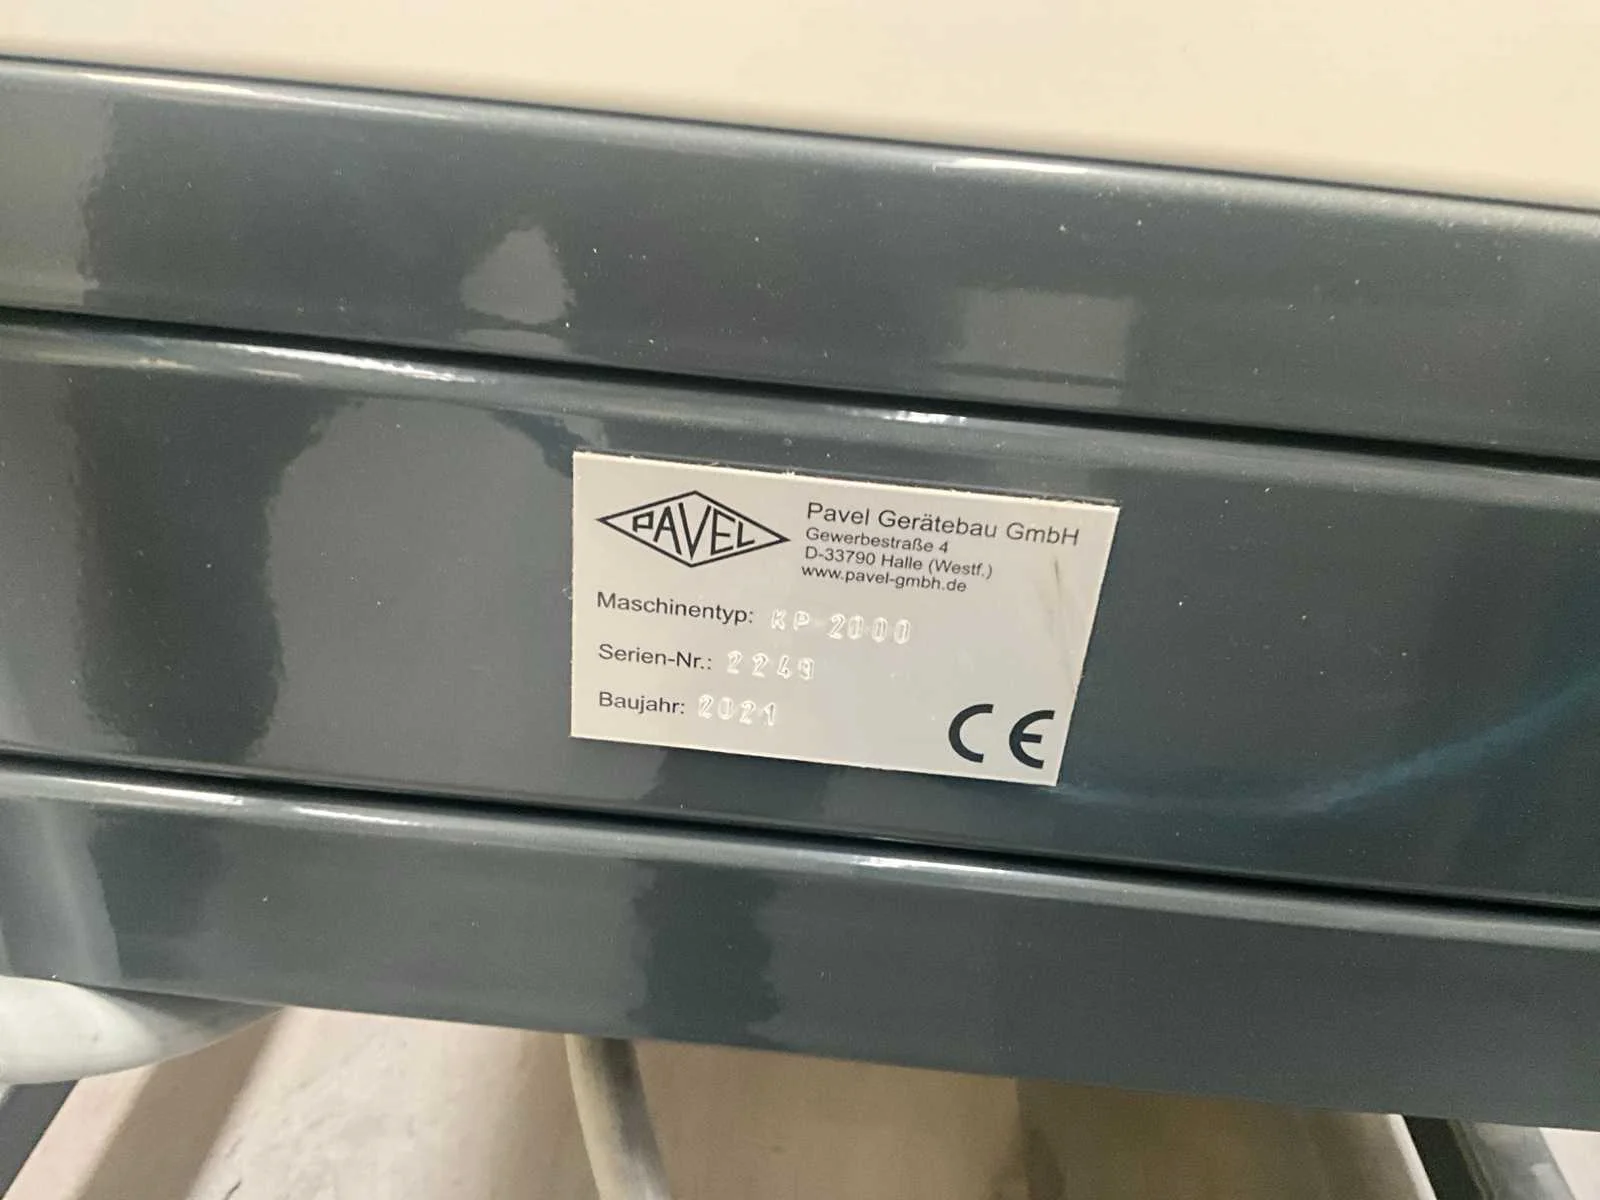 PAVEL
Pavel Gerätebau GmbH
Gewerbestraße 4
D-33790 Halle (Westf.)
www.pavel-gmbh.de
Maschinentyp: KP-2000
Serien-Nr.: 2249
Baujahr: 2021
CE